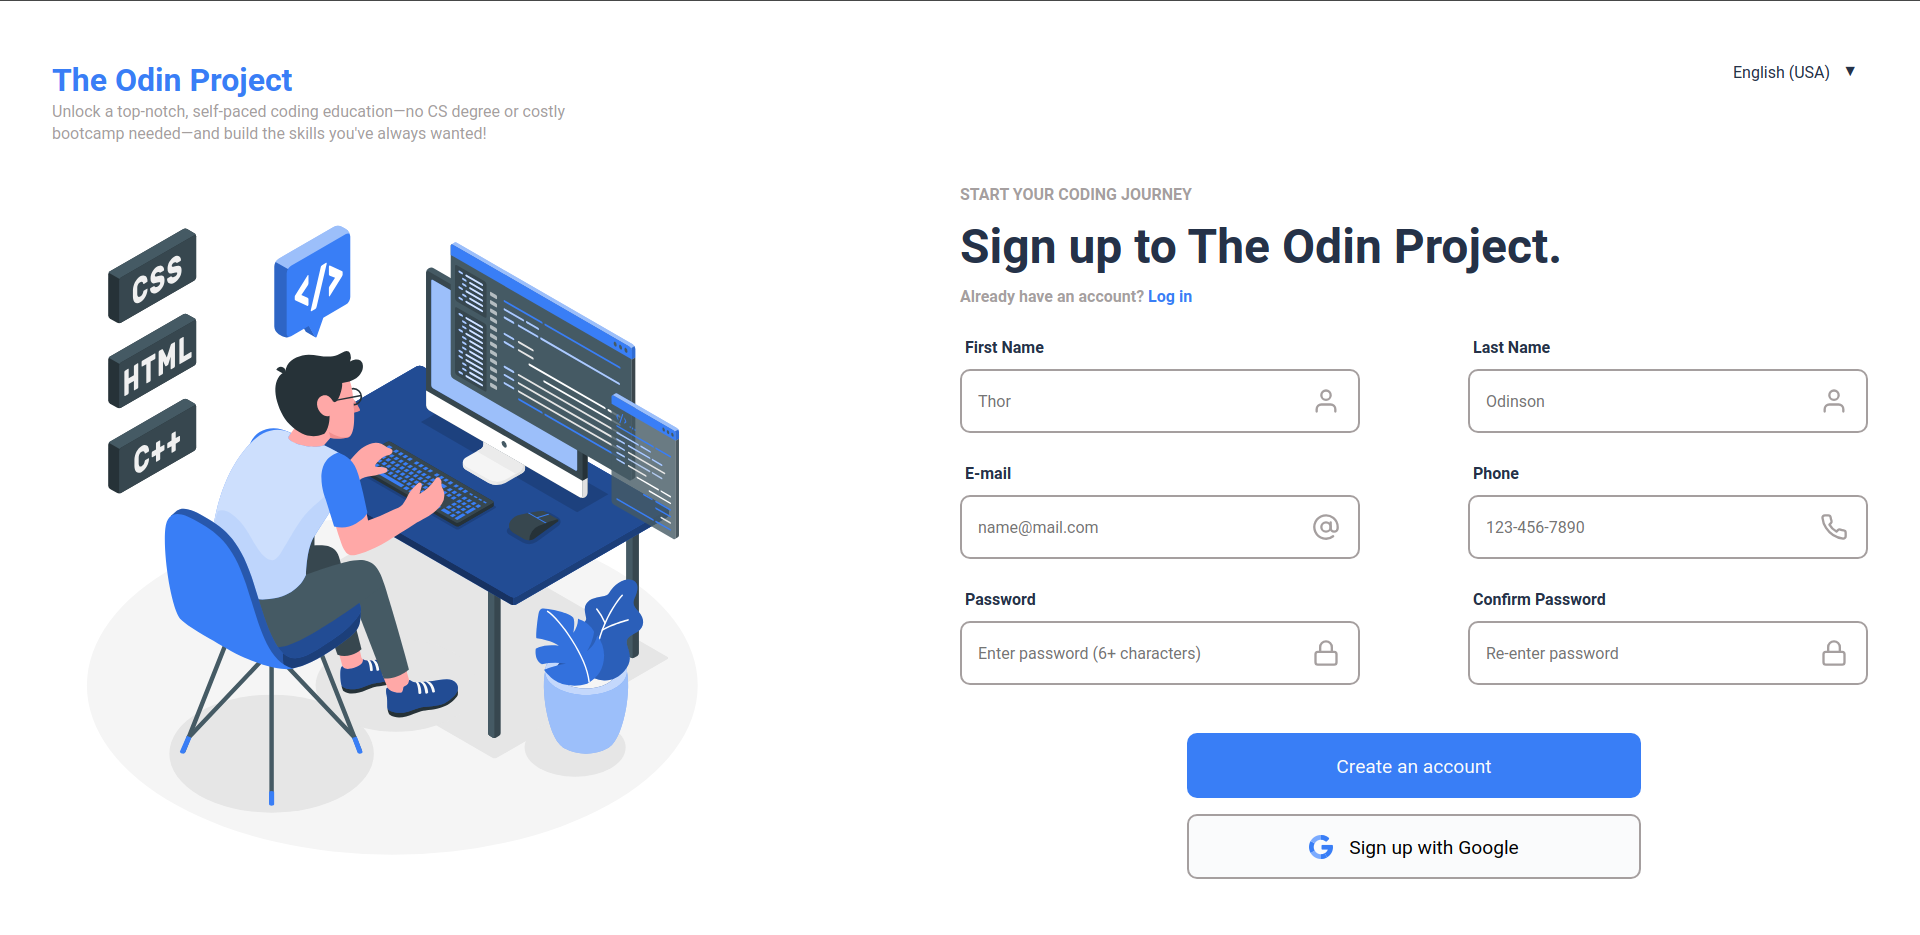 The Odin Project
Unlock a top-notch, self-paced coding education—no CS degree or costly
bootcamp needed—and build the skills you've always wanted!
English (USA) ▼
CSS
HTML
C++
</>
START YOUR CODING JOURNEY
Sign up to The Odin Project.
Already have an account? Log in
First Name
Last Name
Thor
Odinson
E-mail
Phone
name@mail.com
123-456-7890
Password
Confirm Password
Enter password (6+ characters)
Re-enter password
Create an account
Sign up with Google